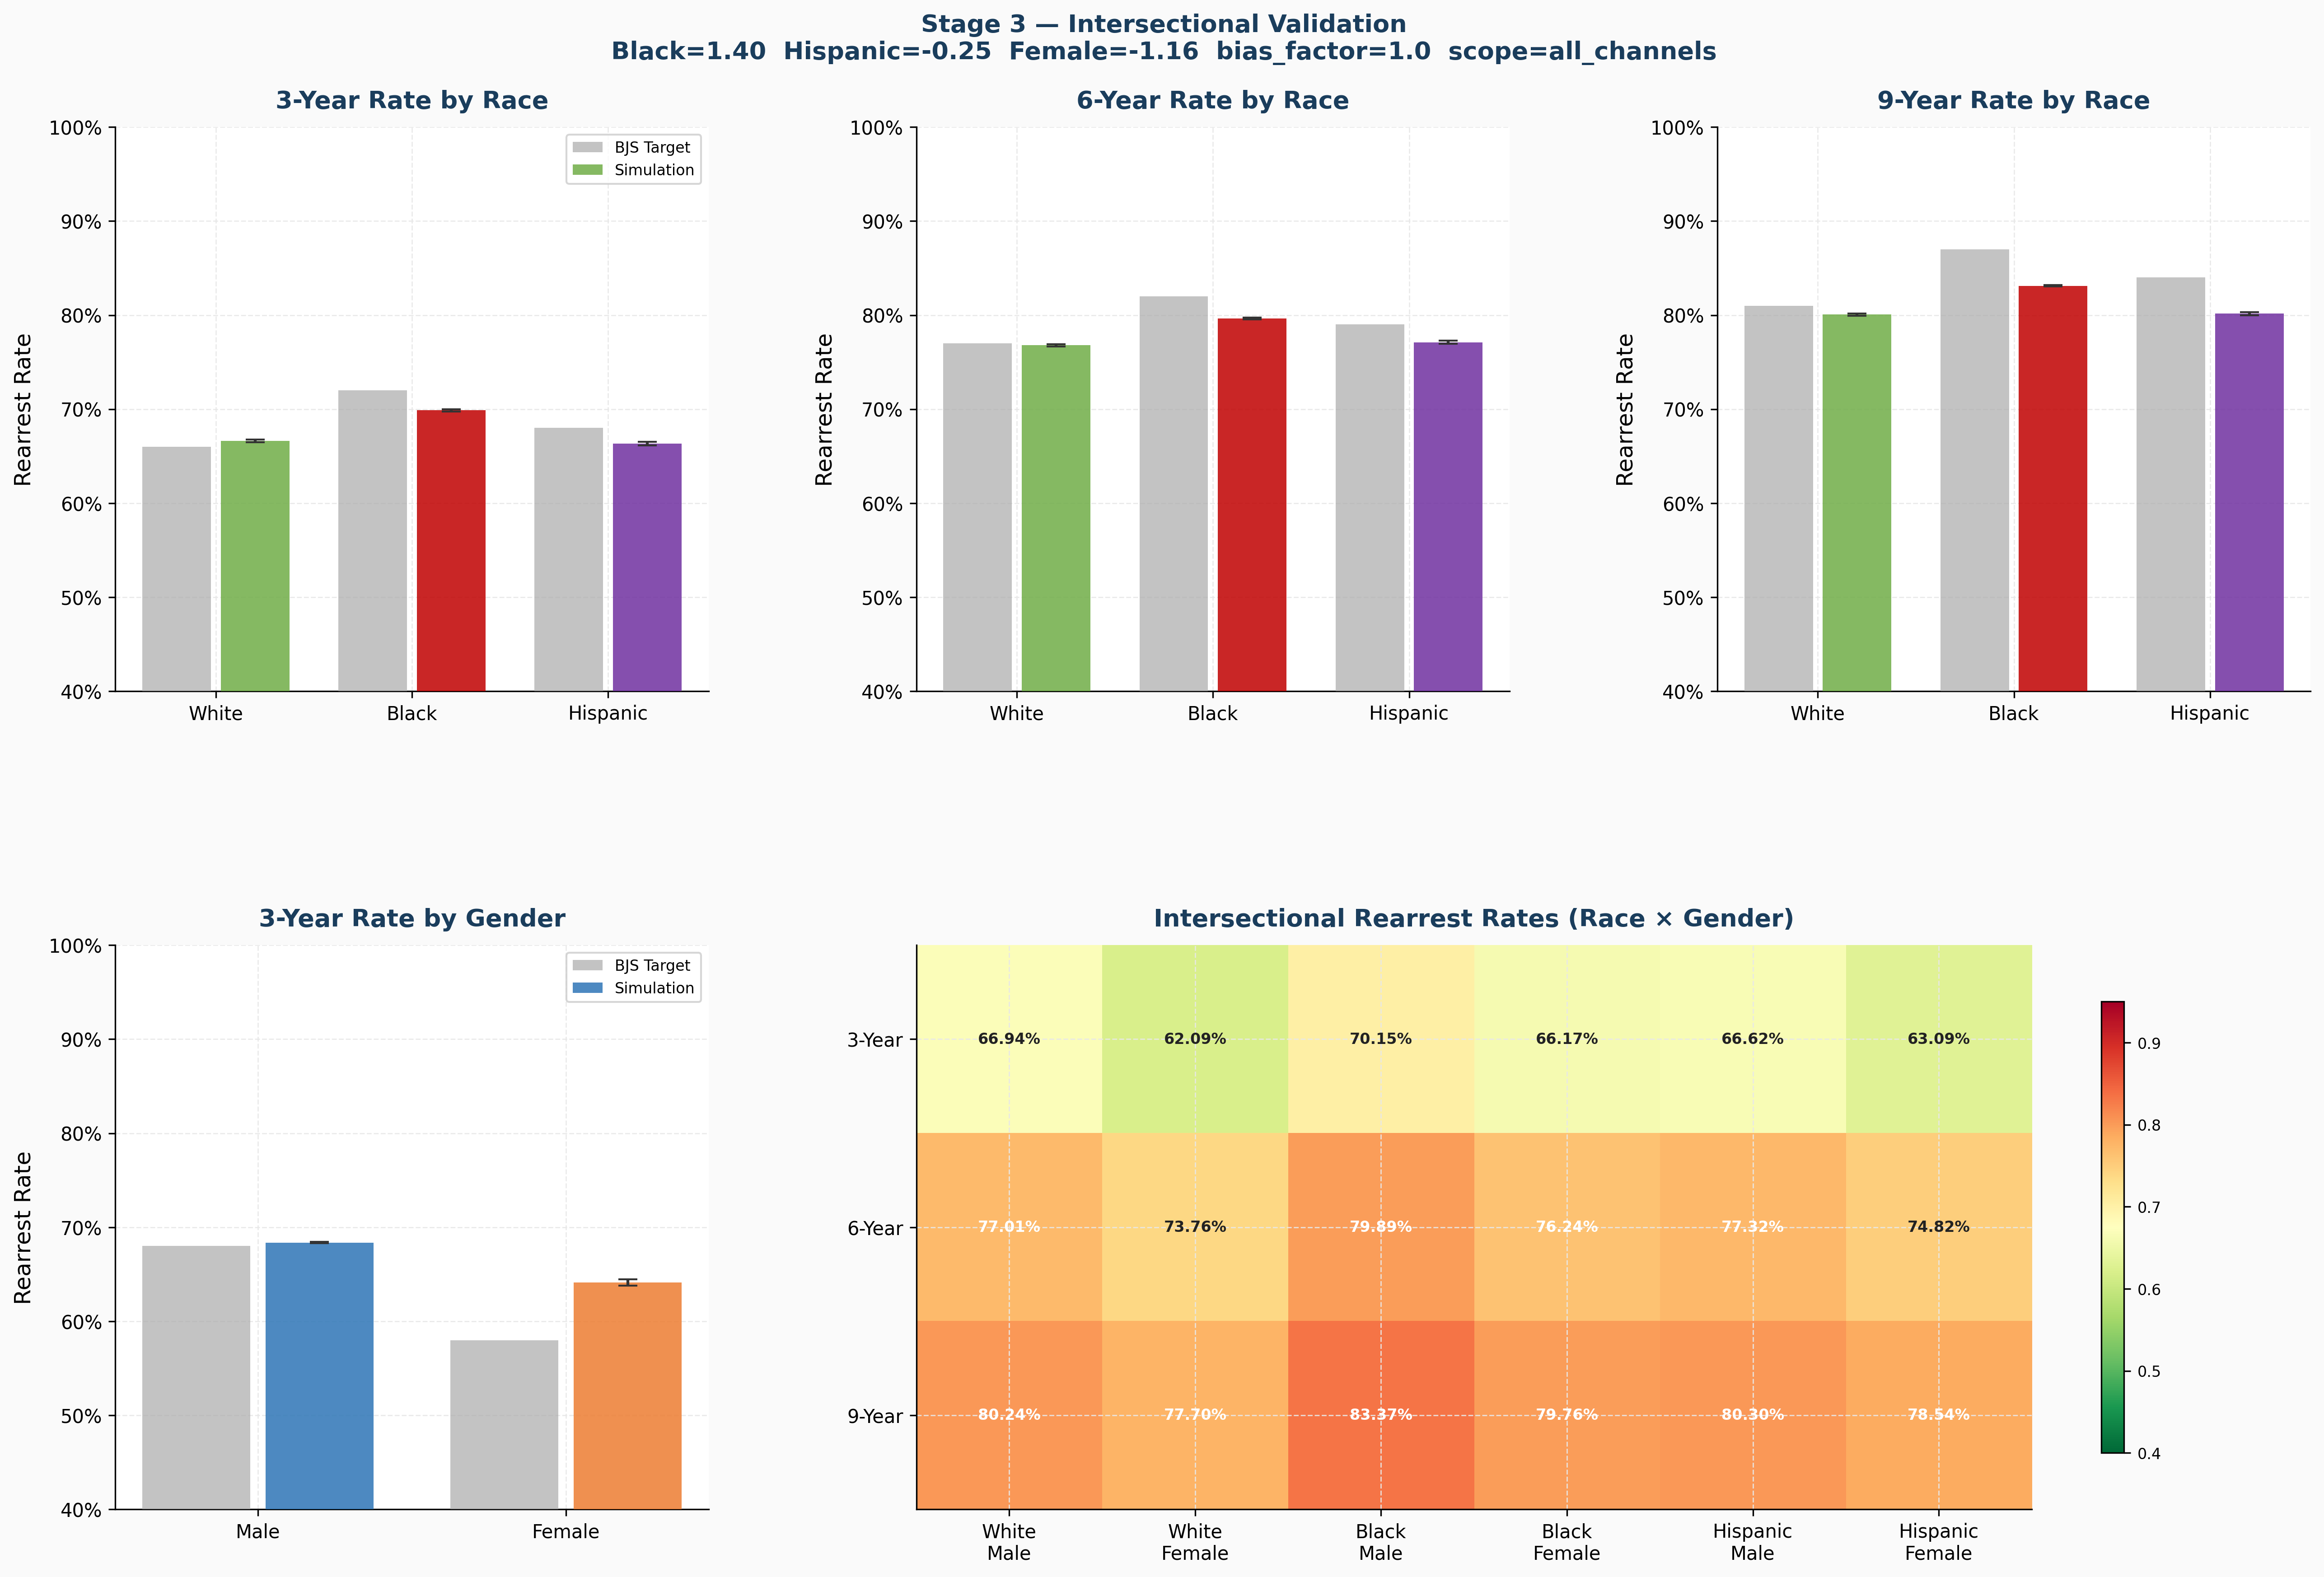 Stage 3 — Intersectional Validation
Black=1.40  Hispanic=-0.25  Female=-1.16  bias_factor=1.0  scope=all_channels
3-Year Rate by Race
Rearrest Rate
100%
90%
80%
70%
60%
50%
40%
BJS Target
Simulation
White
Black
Hispanic
6-Year Rate by Race
Rearrest Rate
100%
90%
80%
70%
60%
50%
40%
White
Black
Hispanic
9-Year Rate by Race
Rearrest Rate
100%
90%
80%
70%
60%
50%
40%
White
Black
Hispanic
3-Year Rate by Gender
Rearrest Rate
100%
90%
80%
70%
60%
50%
40%
BJS Target
Simulation
Male
Female
Intersectional Rearrest Rates (Race × Gender)
3-Year 66.94% 62.09% 70.15% 66.17% 66.62% 63.09%
6-Year 77.01% 73.76% 79.89% 76.24% 77.32% 74.82%
9-Year 80.24% 77.70% 83.37% 79.76% 80.30% 78.54%
White
Male
White
Female
Black
Male
Black
Female
Hispanic
Male
Hispanic
Female
0.9
0.8
0.7
0.6
0.5
0.4